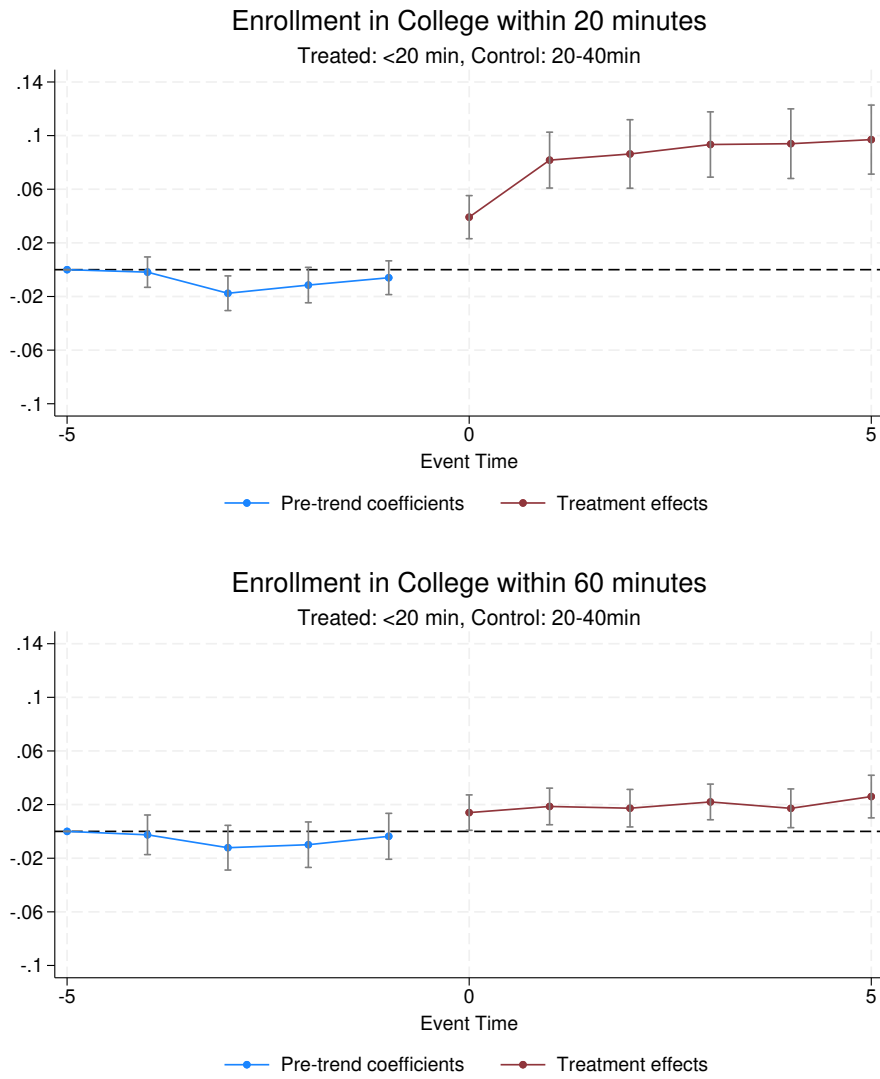 Enrollment in College within 20 minutes
Treated: <20 min, Control: 20-40min
.14
.1
.06
.02
-.02
-.06
-.1
-5 0 5
Event Time
Pre-trend coefficients Treatment effects
Enrollment in College within 60 minutes
Treated: <20 min, Control: 20-40min
.14
.1
.06
.02
-.02
-.06
-.1
-5 0 5
Event Time
Pre-trend coefficients Treatment effects